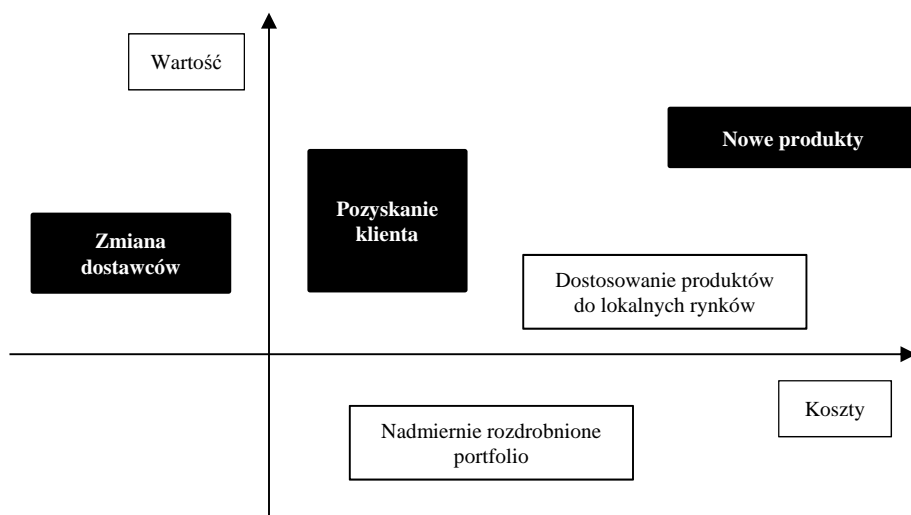 Wartość
Nowe produkty
Pozyskanie
klienta
Zmiana
dostawców
Dostosowanie produktów
do lokalnych rynków
Koszty
Nadmiernie rozdrobnione
portfolio